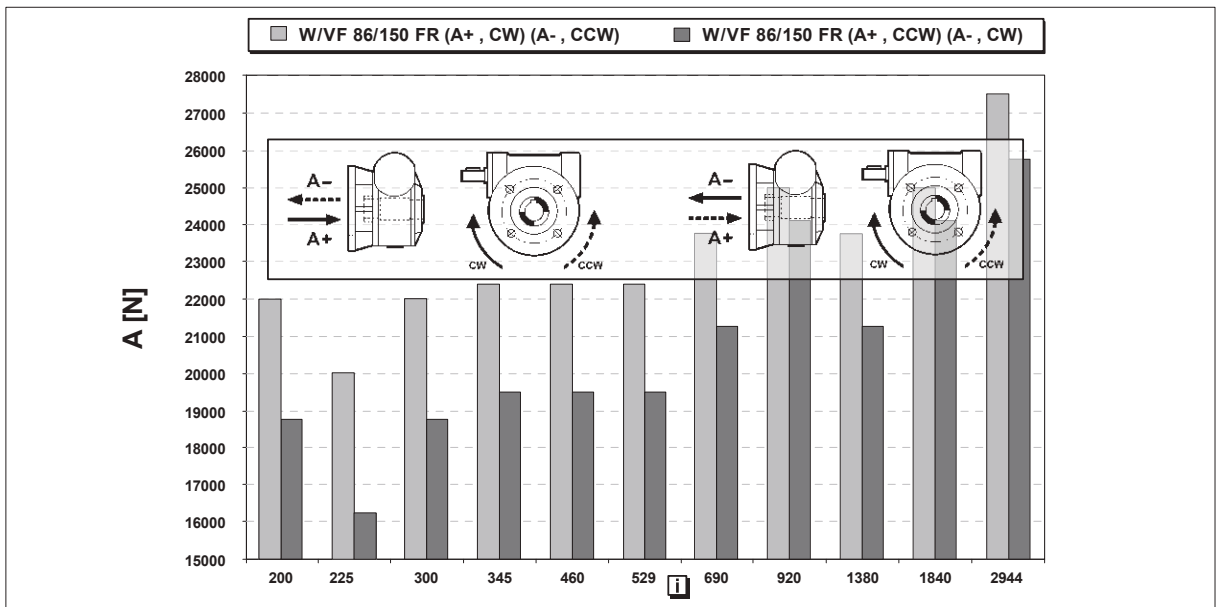 W/VF 86/150 FR (A+ , CW) (A- , CCW)
W/VF 86/150 FR (A+ , CCW) (A- , CW)
A [N]
28000
27000
26000
25000
24000
23000
22000
21000
20000
19000
18000
17000
16000
15000
A-
A+
CW
CCW
A-
A+
CW
CCW
200 225 300 345 460 529 690 920 1380 1840 2944
i